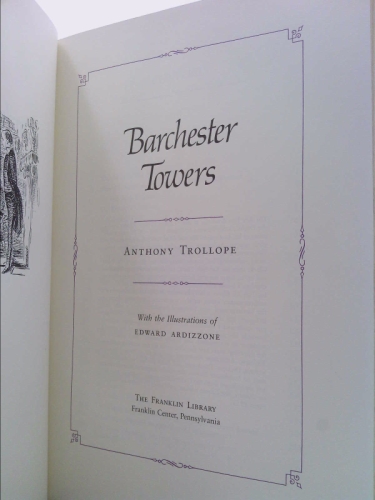 Barchester
Towers
ANTHONY TROLLOPE
With the Illustrations of
EDWARD ARDIZZONE
THE FRANKLIN LIBRARY
Franklin Center, Pennsylvania